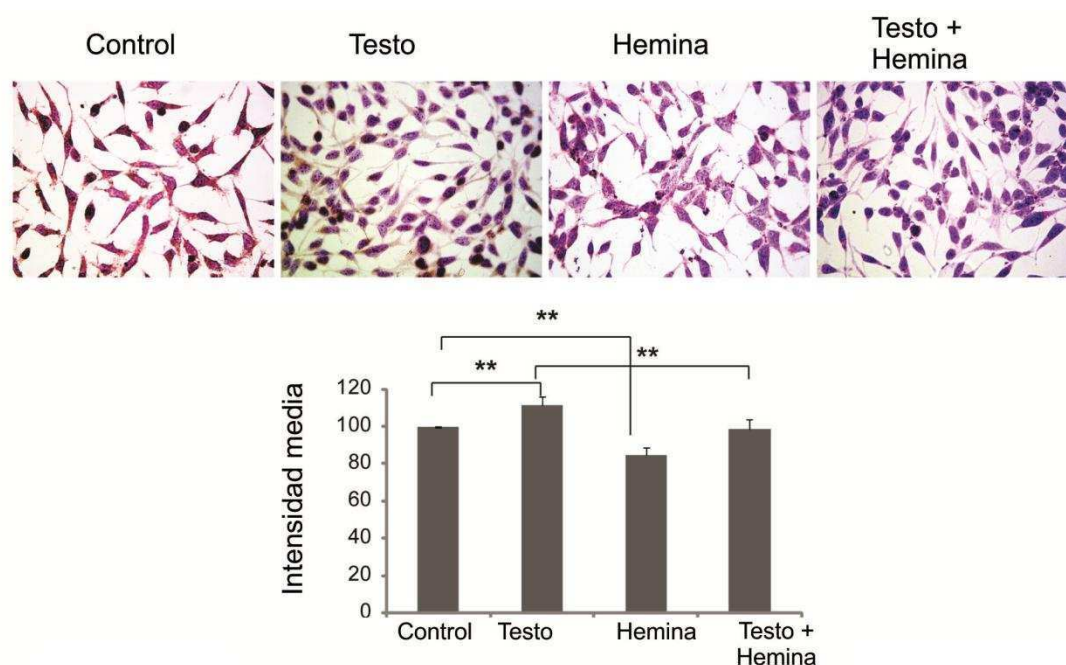 Control
Testo
Hemina
Testo +
Hemina
**
**
**
Intensidad media
120
100
80
60
40
20
0
Control
Testo
Hemina
Testo +
Hemina